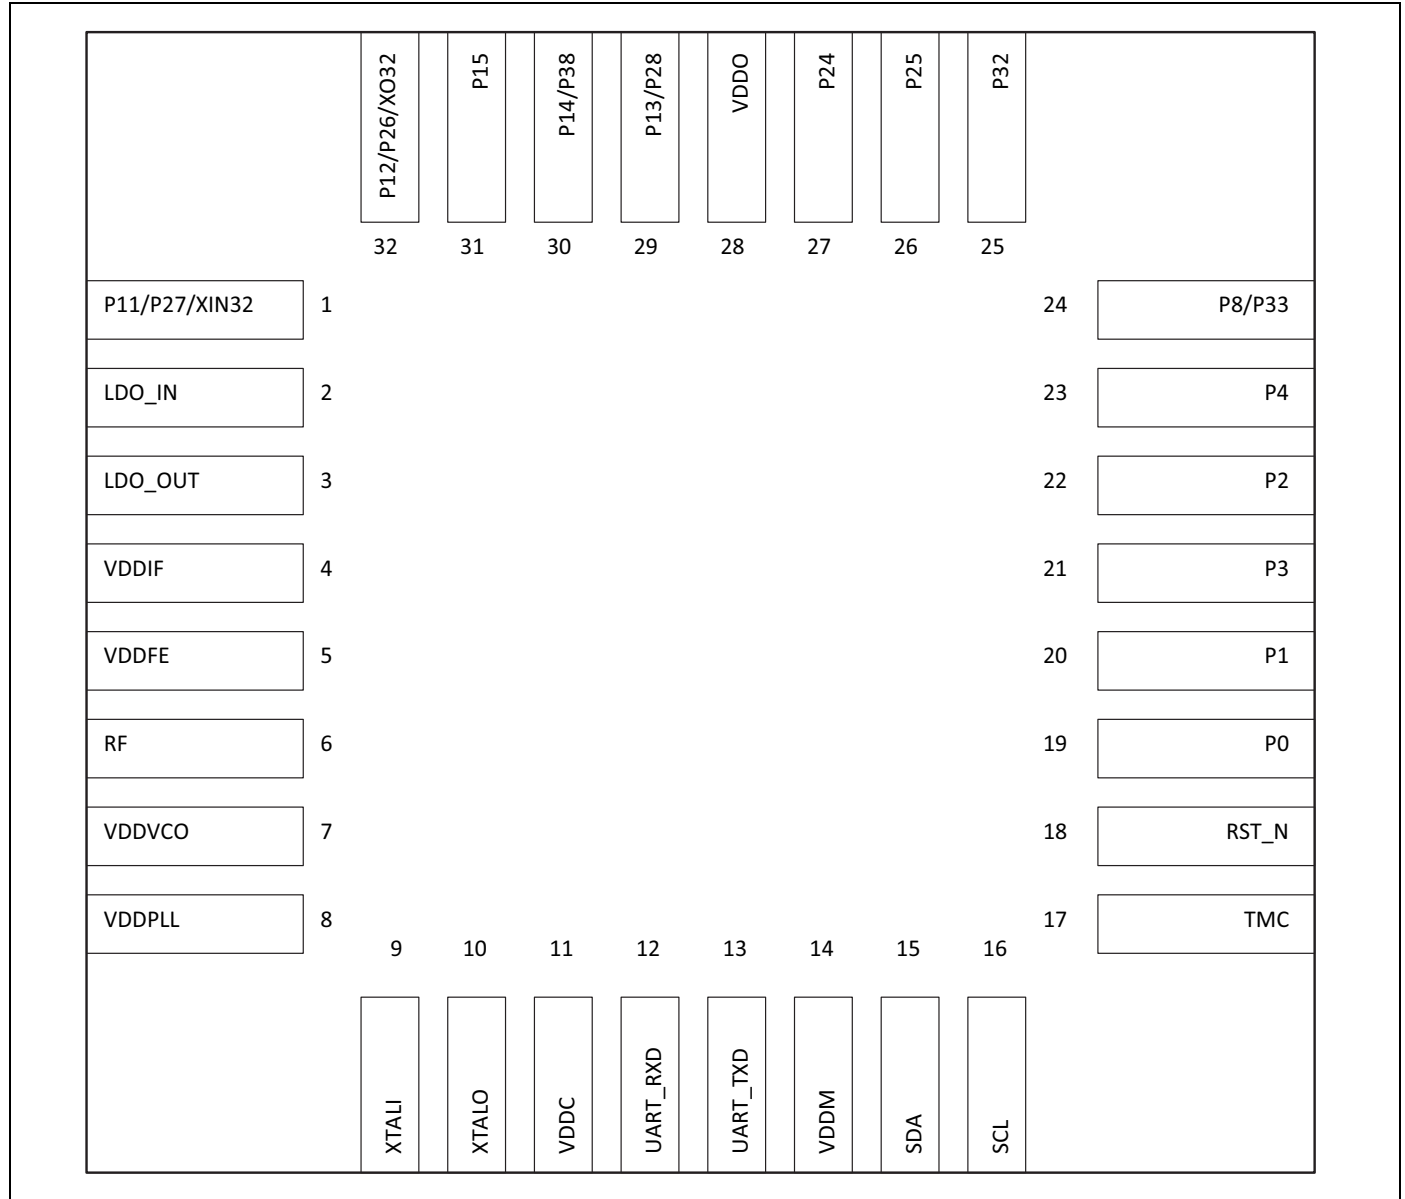 P12/P26/XO32
P15
P14/P38
P13/P28
VDDO
P24
P25
P32
32 31 30 29 28 27 26 25
P11/P27/XIN32 1 24 P8/P33
LDO_IN 2 23 P4
LDO_OUT 3 22 P2
VDDIF 4 21 P3
VDDFE 5 20 P1
RF 6 19 P0
VDDVCO 7 18 RST_N
VDDPLL 8 17 TMC
9 10 11 12 13 14 15 16
XTALI
XTALO
VDDC
UART_RXD
UART_TXD
VDDM
SDA
SCL